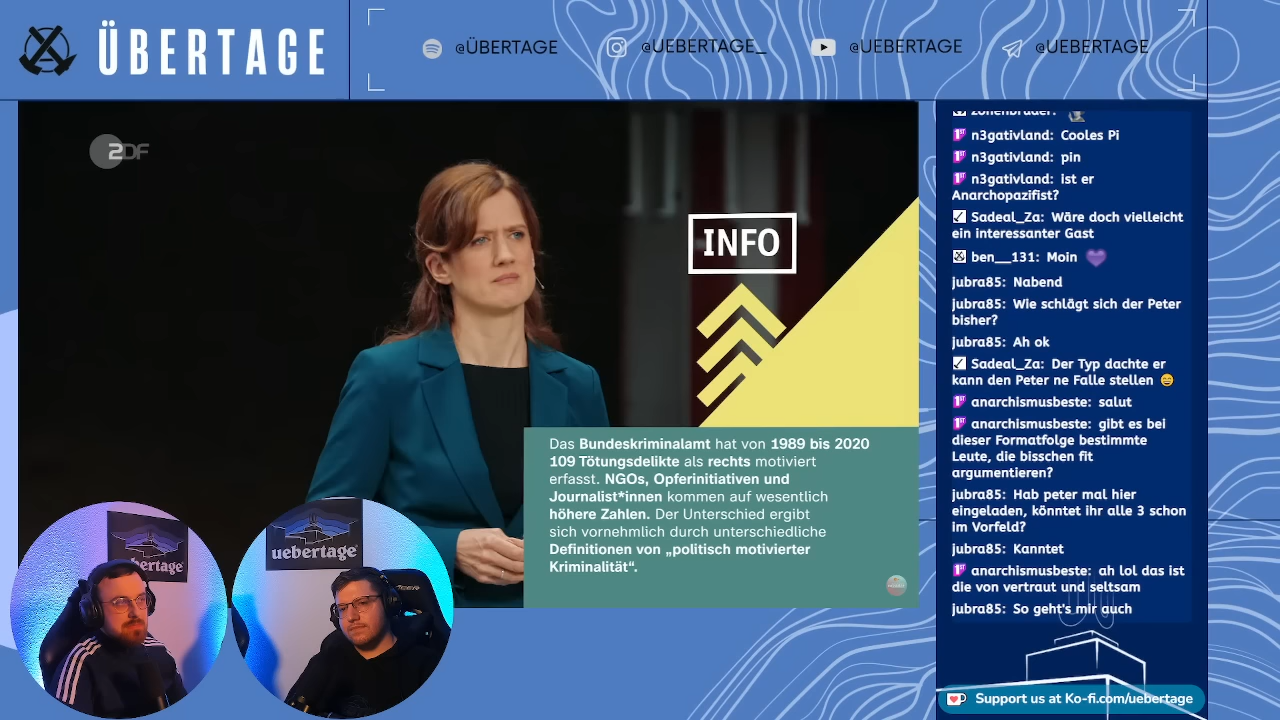 ÜBERTAGE
@ÜBERTAGE
@UEBERTAGE_
@UEBERTAGE
@UEBERTAGE
ZDF
INFO
Das Bundeskriminalamt hat von 1989 bis 2020
109 Tötungsdelikte als rechts motiviert
erfasst. NGOs, Opferinitiativen und
Journalist*innen kommen auf wesentlich
höhere Zahlen. Der Unterschied ergibt
sich vornehmlich durch unterschiedliche
Definitionen von „politisch motivierter
Kriminalität“.
uebertage
n3gativland: Cooles Pi
n3gativland: pin
n3gativland: ist er
Anarchopazifist?
Sadeal_Za: Wäre doch vielleicht
ein interessanter Gast
ben__131: Moin
jubra85: Nabend
jubra85: Wie schlägt sich der Peter
bisher?
jubra85: Ah ok
Sadeal_Za: Der Typ dachte er
kann den Peter ne Falle stellen
anarchismusbeste: salut
anarchismusbeste: gibt es bei
dieser Formatfolge bestimmte
Leute, die bisschen fit
argumentieren?
jubra85: Hab peter mal hier
eingeladen, könntet ihr alle 3 schon
im Vorfeld?
jubra85: Kanntet
anarchismusbeste: ah lol das ist
die von vertraut und seltsam
jubra85: So geht's mir auch
Support us at Ko-fi.com/uebertage